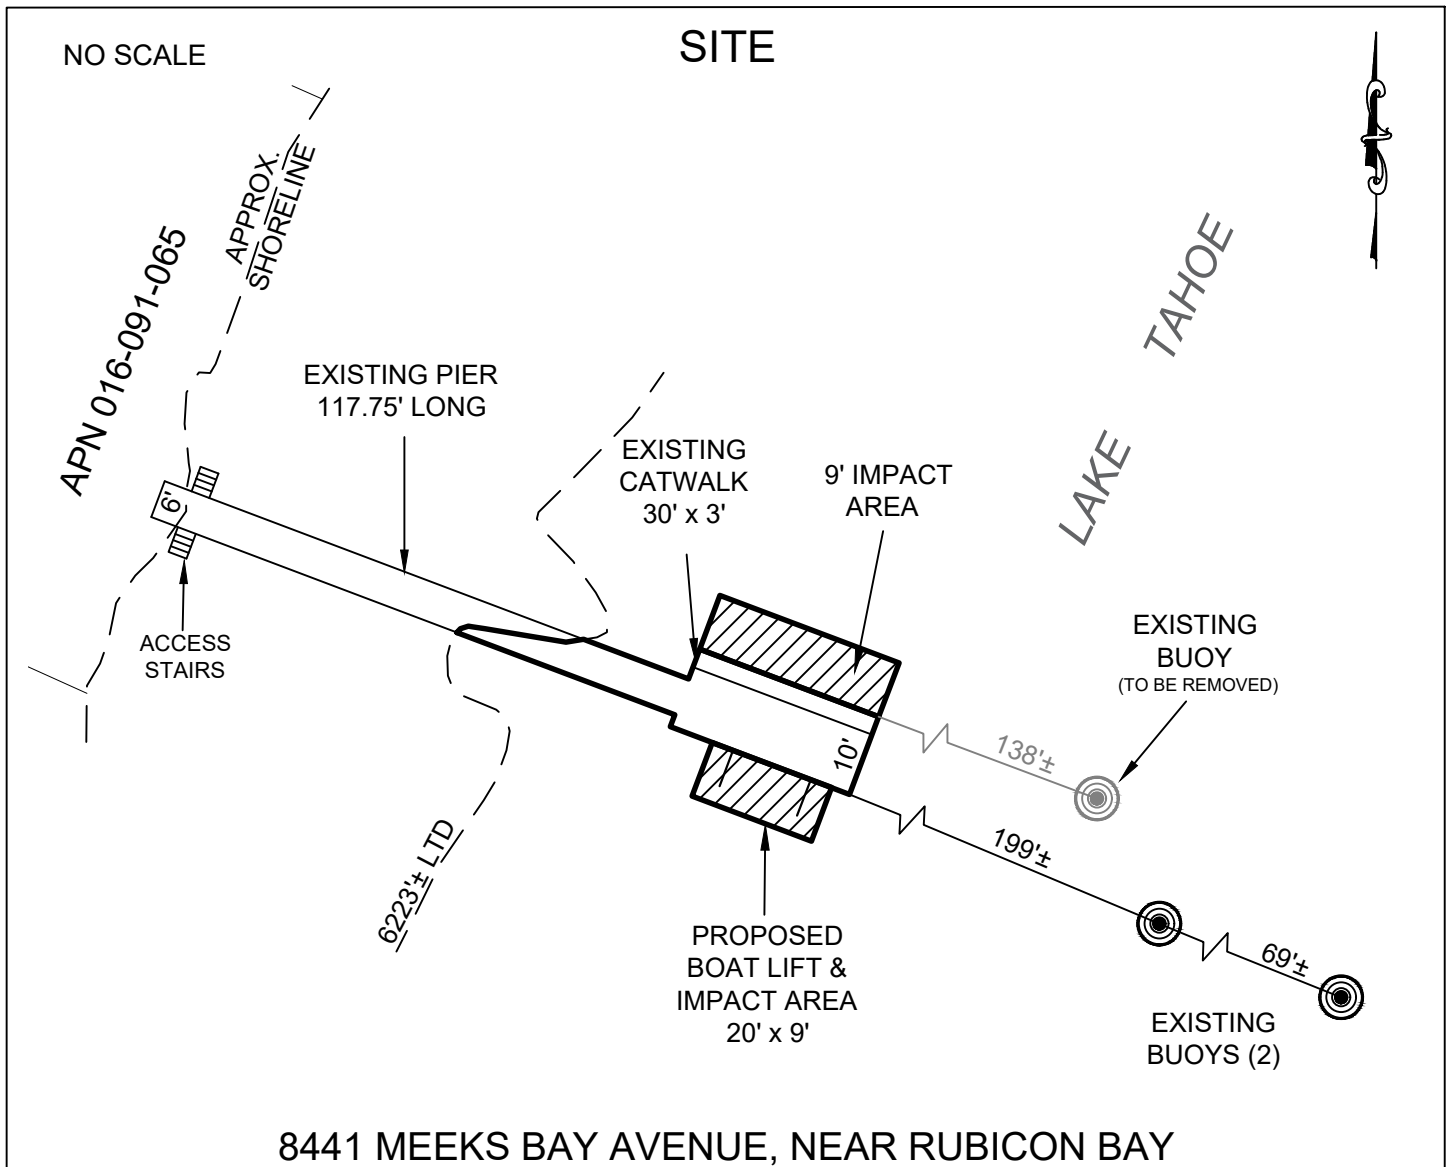 NO SCALE
SITE
APPROX.
SHORELINE
APN 016-091-065
LAKE TAHOE
EXISTING PIER
117.75' LONG
EXISTING
CATWALK
30' x 3'
9' IMPACT
AREA
6'
ACCESS
STAIRS
EXISTING
BUOY
(TO BE REMOVED)
10'
138'±
199'±
6223'± LTD
PROPOSED
BOAT LIFT &
IMPACT AREA
20' x 9'
69'±
EXISTING
BUOYS (2)
8441 MEEKS BAY AVENUE, NEAR RUBICON BAY